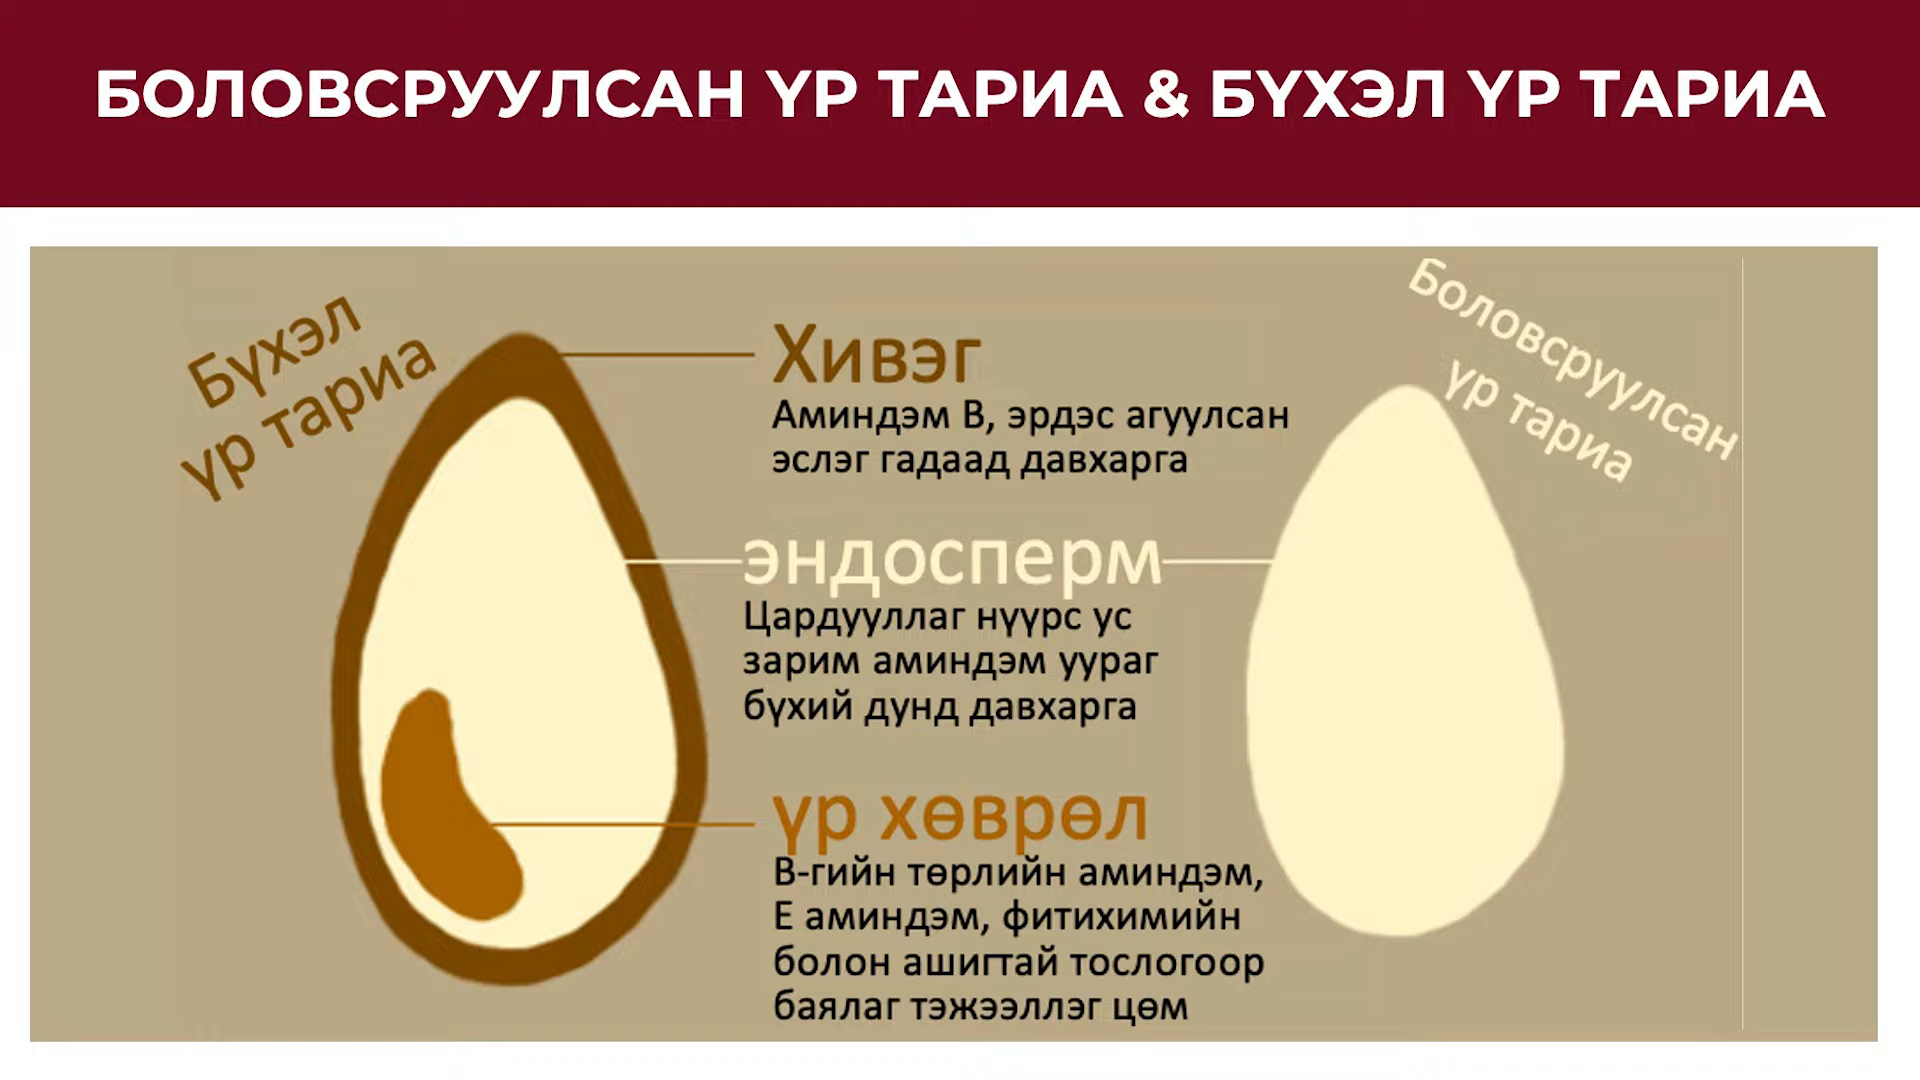 БОЛОВСРУУЛСАН ҮР ТАРИА & БҮХЭЛ ҮР ТАРИА
Бүхэл
үр тариа
Хивэг
Аминдэм B, эрдэс агуулсан
эслэг гадаад давхарга
эндосперм
Цардууллаг нүүрс ус
зарим аминдэм уураг
бүхий дунд давхарга
үр хөврөл
B-гийн төрлийн аминдэм,
E аминдэм, фитихимийн
болон ашигтай тослогоор
баялаг тэжээллэг цөм
Боловсруулсан
үр тариа